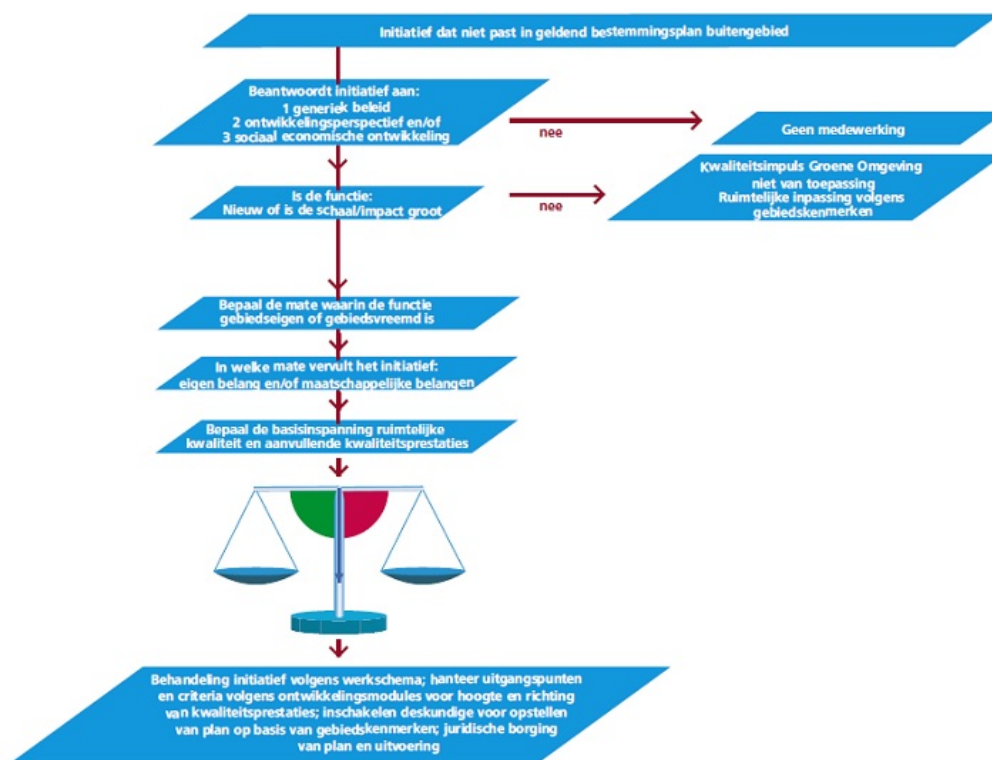 Initiatief dat niet past in geldend bestemmingsplan buitengebied
Beantwoordt initiatief aan:
1 generiek beleid
2 ontwikkelingsperspectief en/of
3 sociaal economische ontwikkeling
nee
Geen medewerking
Is de functie:
Nieuw of is de schaal/impact groot
nee
Kwaliteitsimpuls Groene Omgeving
niet van toepassing
Ruimtelijke inpassing volgens
gebiedskenmerken
Bepaal de mate waarin de functie
gebiedseigen of gebiedsvreemd is
In welke mate vervult het initiatief:
eigen belang en/of maatschappelijke belangen
Bepaal de basisinspanning ruimtelijke
kwaliteit en aanvullende kwaliteitsprestaties
Behandeling initiatief volgens werkschema; hanteer uitgangspunten
en criteria volgens ontwikkelingsmodules voor hoogte en richting
van kwaliteitsprestaties; inschakelen deskundige voor opstellen
van plan op basis van gebiedskenmerken; juridische borging
van plan en uitvoering